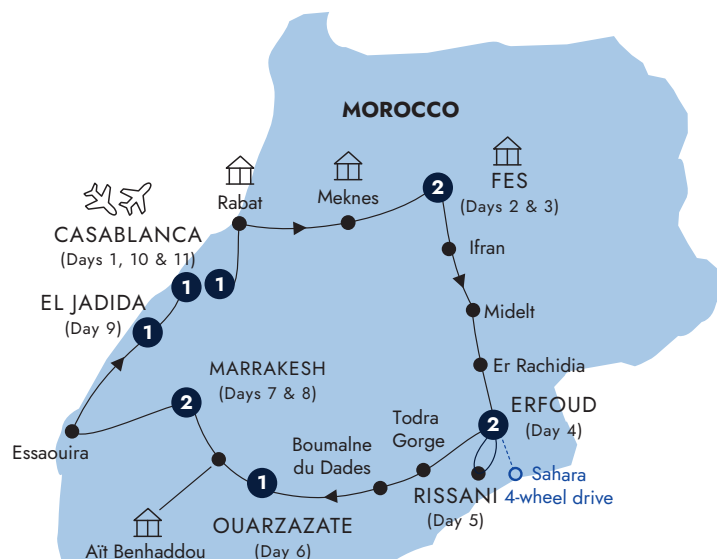 MOROCCO
2
FES
(Days 2 & 3)
Rabat
Meknes
CASABLANCA
(Days 1, 10 & 11)
Ifran
1
1
EL JADIDA
(Day 9)
1
Midelt
MARRAKESH
(Days 7 & 8)
Er Rachidia
2
ERFOUD
(Day 4)
2
Essaouira
Todra
Gorge
Boumalne
du Dades
Sahara
4-wheel drive
RISSANI
(Day 5)
1
OUARZAZATE
(Day 6)
Aït Benhaddou